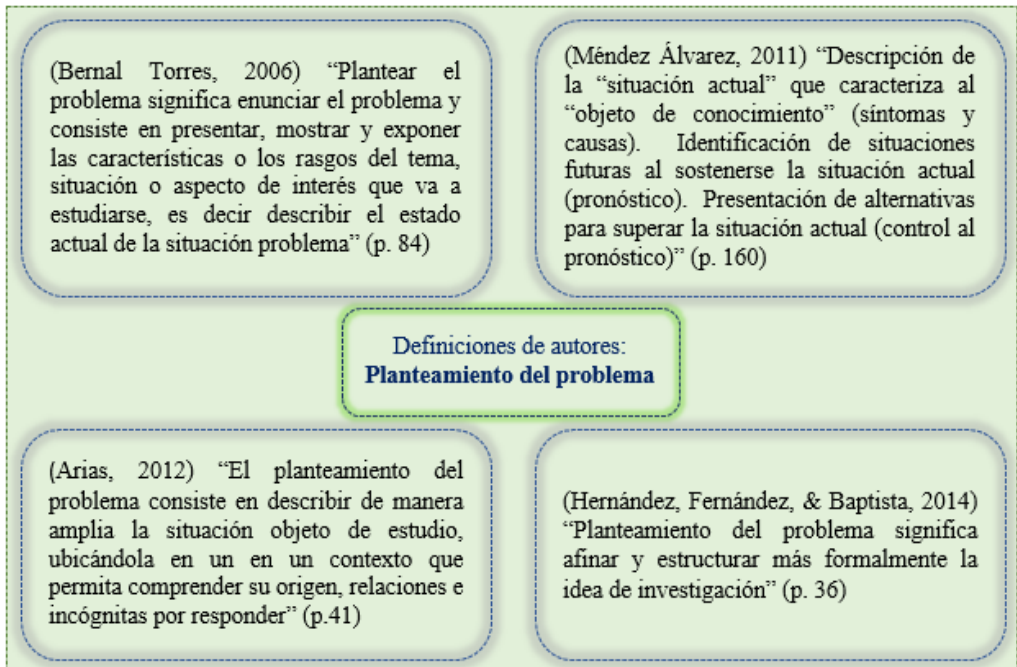 (Bernal Torres, 2006) “Plantear el
problema significa enunciar el problema y
consiste en presentar, mostrar y exponer
las características o los rasgos del tema,
situación o aspecto de interés que va a
estudiarse, es decir describir el estado
actual de la situación problema” (p. 84)
(Méndez Álvarez, 2011) “Descripción de
la “situación actual” que caracteriza al
“objeto de conocimiento” (síntomas y
causas). Identificación de situaciones
futuras al sostenerse la situación actual
(pronóstico). Presentación de alternativas
para superar la situación actual (control al
pronóstico)” (p. 160)
Definiciones de autores:
Planteamiento del problema
(Arias, 2012) “El planteamiento del
problema consiste en describir de manera
amplia la situación objeto de estudio,
ubicándola en un en un contexto que
permita comprender su origen, relaciones e
incógnitas por responder” (p.41)
(Hernández, Fernández, & Baptista, 2014)
“Planteamiento del problema significa
afinar y estructurar más formalmente la
idea de investigación” (p. 36)